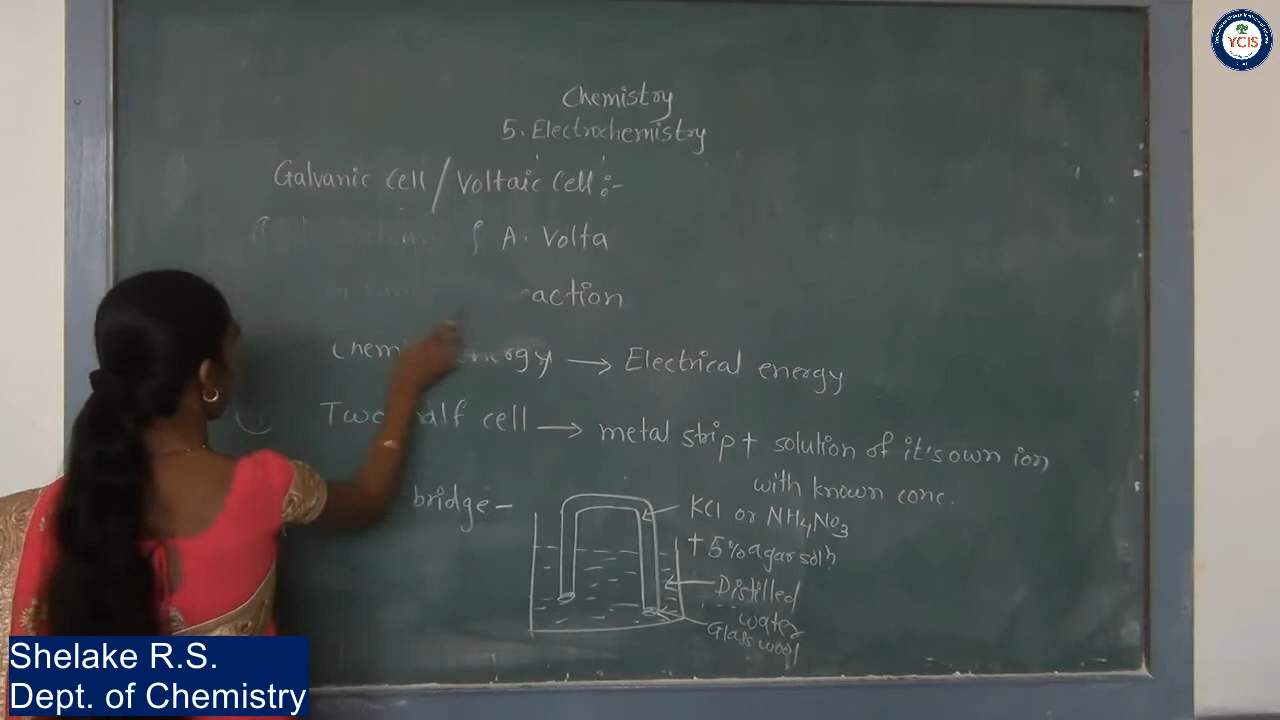 YCIS
Chemistry
5. Electrochemistry
Galvanic cell / Voltaic cell :-
A. Volta
action
energy → Electrical energy
Two half cell → metal strip + solution of it's own ion
with known conc.
bridge -
KCl or NH4NO3
+ 5% agar soln
Distilled
water
Glass wool
Shelake R.S.
Dept. of Chemistry